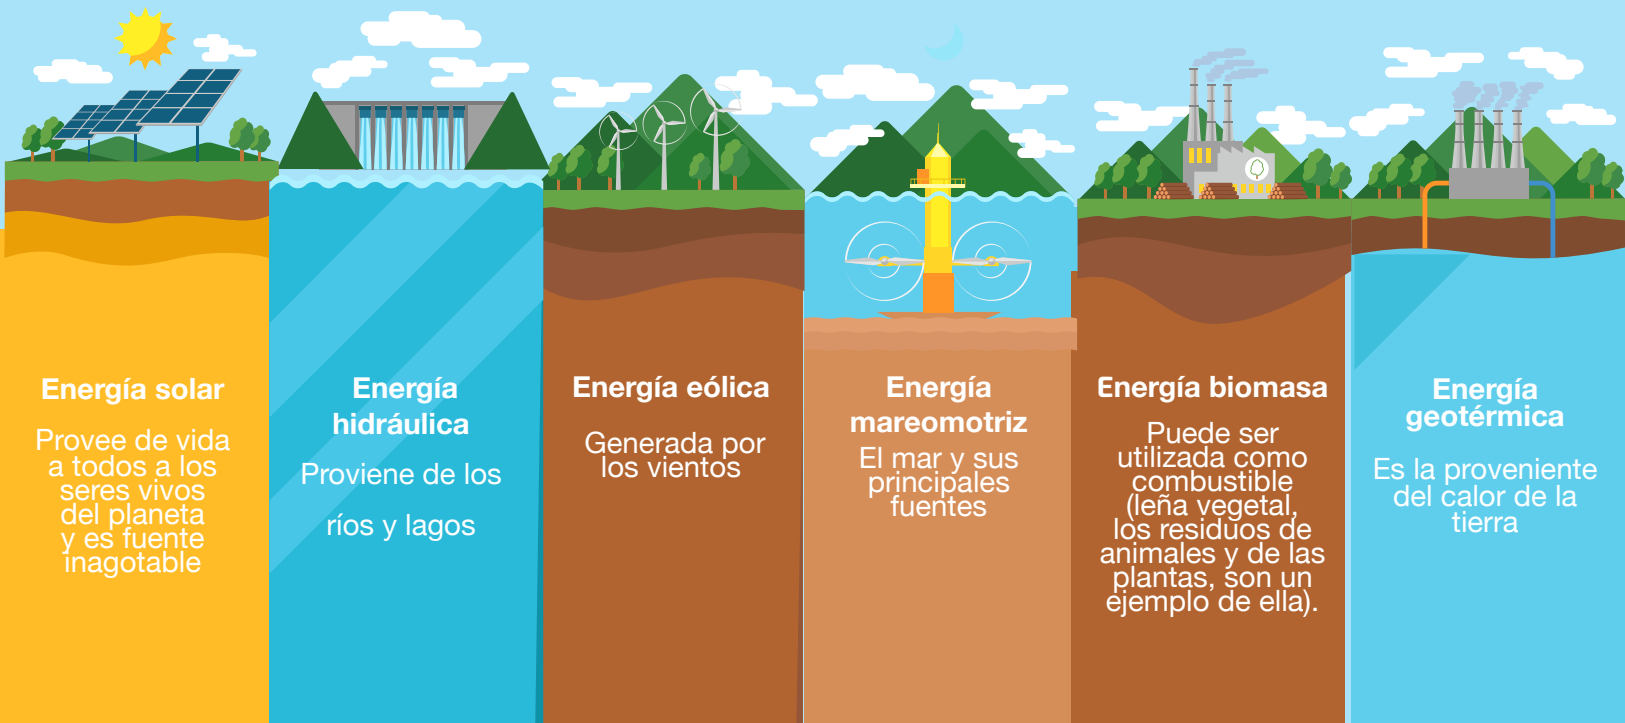 Energía solar
Provee de vida
a todos a los
seres vivos
del planeta
y es fuente
inagotable
Energía
hidráulica
Proviene de los
ríos y lagos
Energía eólica
Generada por
los vientos
Energía
mareomotriz
El mar y sus
principales
fuentes
Energía biomasa
Puede ser
utilizada como
combustible
(leña vegetal,
los residuos de
animales y de las
plantas, son un
ejemplo de ella).
Energía
geotérmica
Es la proveniente
del calor de la
tierra